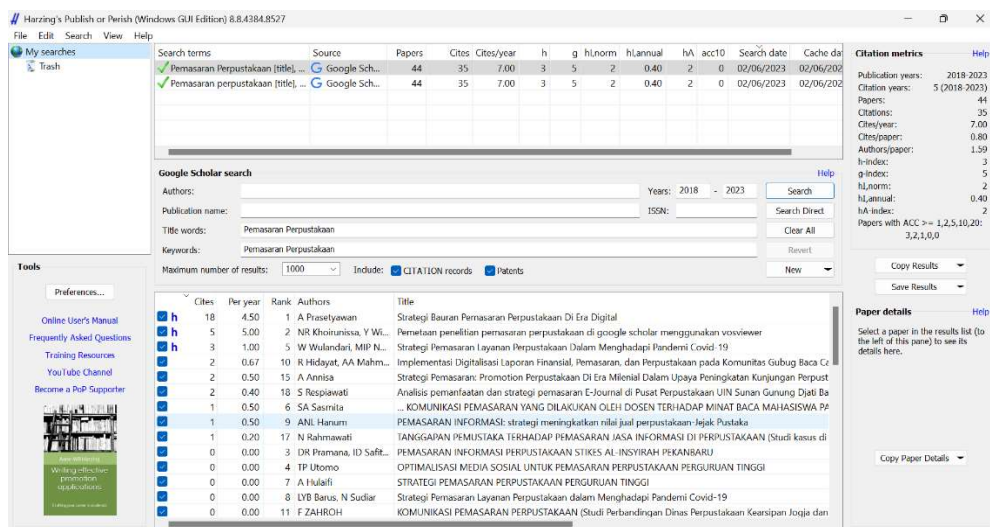 Harzing's Publish or Perish (Windows GUI Edition) 8.8.4384.8527
File Edit Search View Help
My searches
Trash
Search terms Source Papers Cites Cites/year h g hI,norm hI,annual hA acc10 Search date Cache dat
Pemasaran Perpustakaan [title], ... Google Sch... 44 35 7.00 3 5 2 0.40 2 0 02/06/2023 02/06/202
Pemasaran perpustakaan [title], ... Google Sch... 44 35 7.00 3 5 2 0.40 2 0 02/06/2023 02/06/202
Google Scholar search Help
Authors: Years: 2018 - 2023 Search
Publication name: ISSN: Search Direct
Title words: Pemasaran Perpustakaan Clear All
Keywords: Pemasaran Perpustakaan Revert
Maximum number of results: 1000 Include: CITATION records Patents New
Cites Per year Rank Authors Title
h 18 4.50 1 A Prasetyawan Strategi Bauran Pemasaran Perpustakaan Di Era Digital
h 5 5.00 2 NR Khoirunissa, Y Wi... Pemetaan penelitian pemasaran perpustakaan di google scholar menggunakan vosviewer
h 3 1.00 5 W Wulandari, MIP N... Strategi Pemasaran Layanan Perpustakaan Dalam Menghadapi Pandemi Covid-19
2 0.67 10 R Hidayat, AA Mahm... Implementasi Digitalisasi Laporan Finansial, Pemasaran, dan Perpustakaan pada Komunitas Gubug Baca Ca
2 0.50 15 A Annisa Strategi Pemasaran: Promotion Perpustakaan Di Era Milenial Dalam Upaya Peningkatan Kunjungan Perpust
2 0.40 18 S Respiawati Analisis pemanfaatan dan strategi pemasaran E-Journal di Pusat Perpustakaan UIN Sunan Gunung Djati Ba
1 0.50 6 SA Sasmita ... KOMUNIKASI PEMASARAN YANG DILAKUKAN OLEH DOSEN TERHADAP MINAT BACA MAHASISWA PA
1 0.50 9 ANL Hanum PEMASARAN INFORMASI: strategi meningkatkan nilai jual perpustakaan-Jejak Pustaka
1 0.20 17 N Rahmawati TANGGAPAN PEMUSTAKA TERHADAP PEMASARAN JASA INFORMASI DI PERPUSTAKAAN (Studi kasus di
0 0.00 3 DR Pramana, ID Safit... PEMASARAN INFORMASI PERPUSTAKAAN STIKES AL-INSYIRAH PEKANBARU
0 0.00 4 TP Utomo OPTIMALISASI MEDIA SOSIAL UNTUK PEMASARAN PERPUSTAKAAN PERGURUAN TINGGI
0 0.00 7 A Hulaifi STRATEGI PEMASARAN PERPUSTAKAAN PERGURUAN TINGGI
0 0.00 8 LYB Barus, N Sudiar Strategi Pemasaran Layanan Perpustakaan dalam Menghadapi Pandemi Covid-19
0 0.00 11 F ZAHROH KOMUNIKASI PEMASARAN (Studi Perbandingan Dinas Perpustakaan Kearsipan Jogja dan
Tools
Preferences...
Online User's Manual
Frequently Asked Questions
Training Resources
YouTube Channel
Become a PoP Supporter
Writing effective
promotion
applications
Citation metrics Help
Publication years: 2018-2023
Citation years: 5 (2018-2023)
Papers: 44
Citations: 35
Cites/year: 7.00
Cites/paper: 0.80
Authors/paper: 1.59
h-index: 3
g-index: 5
hI,norm: 2
hI,annual: 0.40
hA-index: 2
Papers with ACC >= 1,2,5,10,20:
3,2,1,0,0
Copy Results
Save Results
Paper details Help
Select a paper in the results list (to
the left of this pane) to see its
details here.
Copy Paper Details